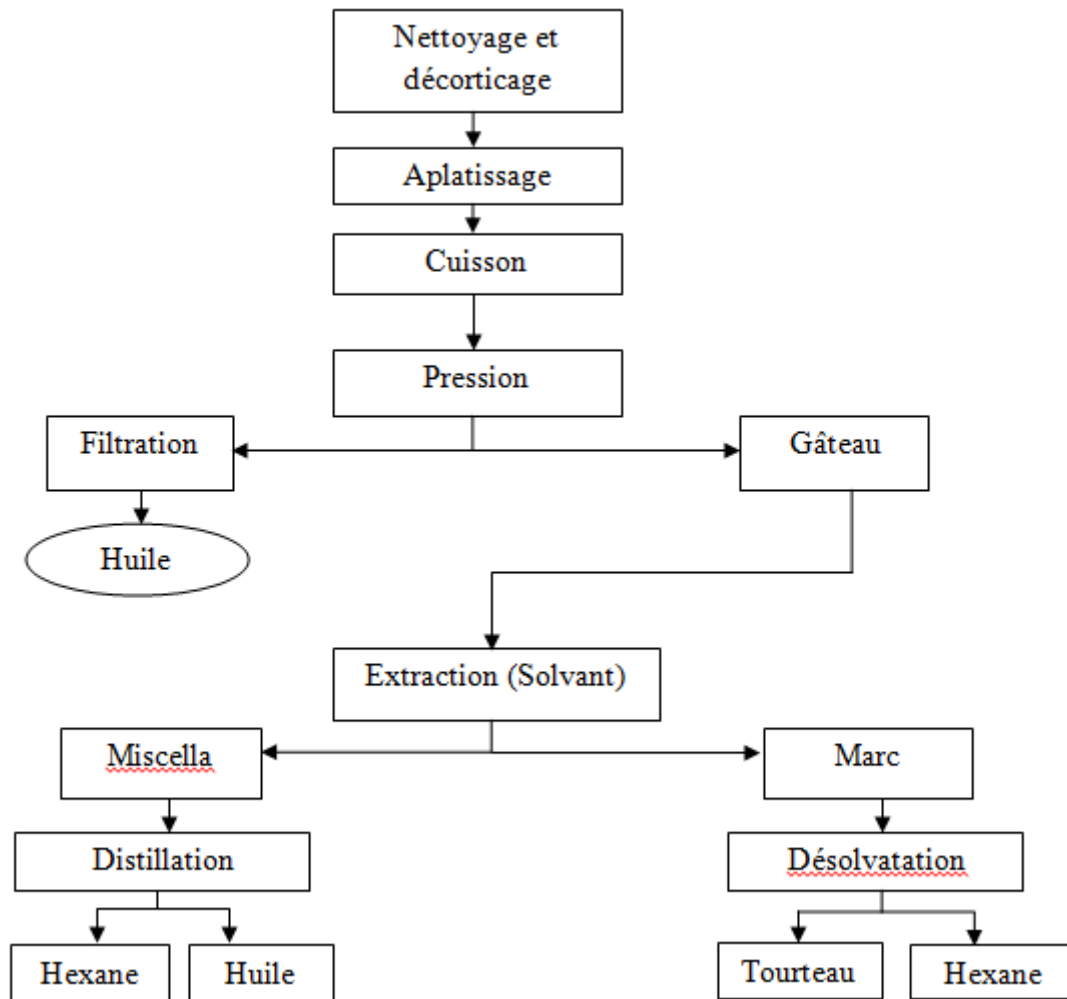 Nettoyage et
décorticage
Aplatissage
Cuisson
Pression
Filtration
Gâteau
Huile
Extraction (Solvant)
Miscella
Marc
Distillation
Désolvatation
Hexane
Huile
Tourteau
Hexane